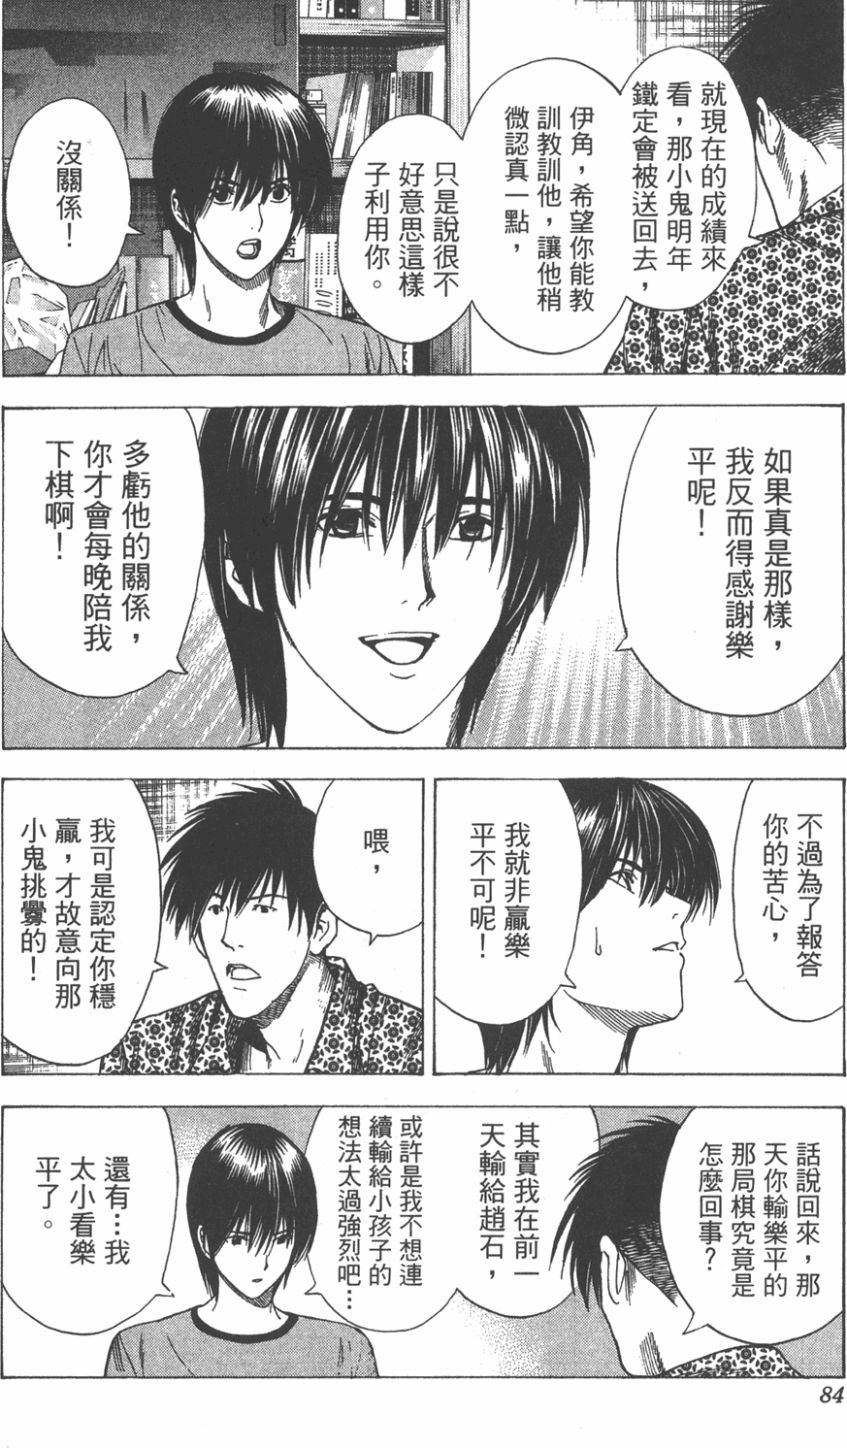 就現在的成績來
看，那小鬼明年
鐵定會被送回去，
伊角，希望你能教
訓教訓他，讓他稍
微認真一點，
只是說很不
好意思這樣
子利用你。
沒關係！
如果真是那樣，
我反而得感謝樂
平呢！
多虧他的關係，
你才會每晚陪我
下棋啊！
不過為了報答
你的苦心，
我就非贏樂
平不可呢！
喂，
我可是認定你穩
贏，才故意向那
小鬼挑釁的！
話說回來，那
天你輸樂平的
那局棋究竟是
怎麼回事？
其實我在前一
天輸給趙石，
或許是我不想連
續輸給小孩子的
想法太過強烈吧…
還有…我
太小看樂
平了。
84